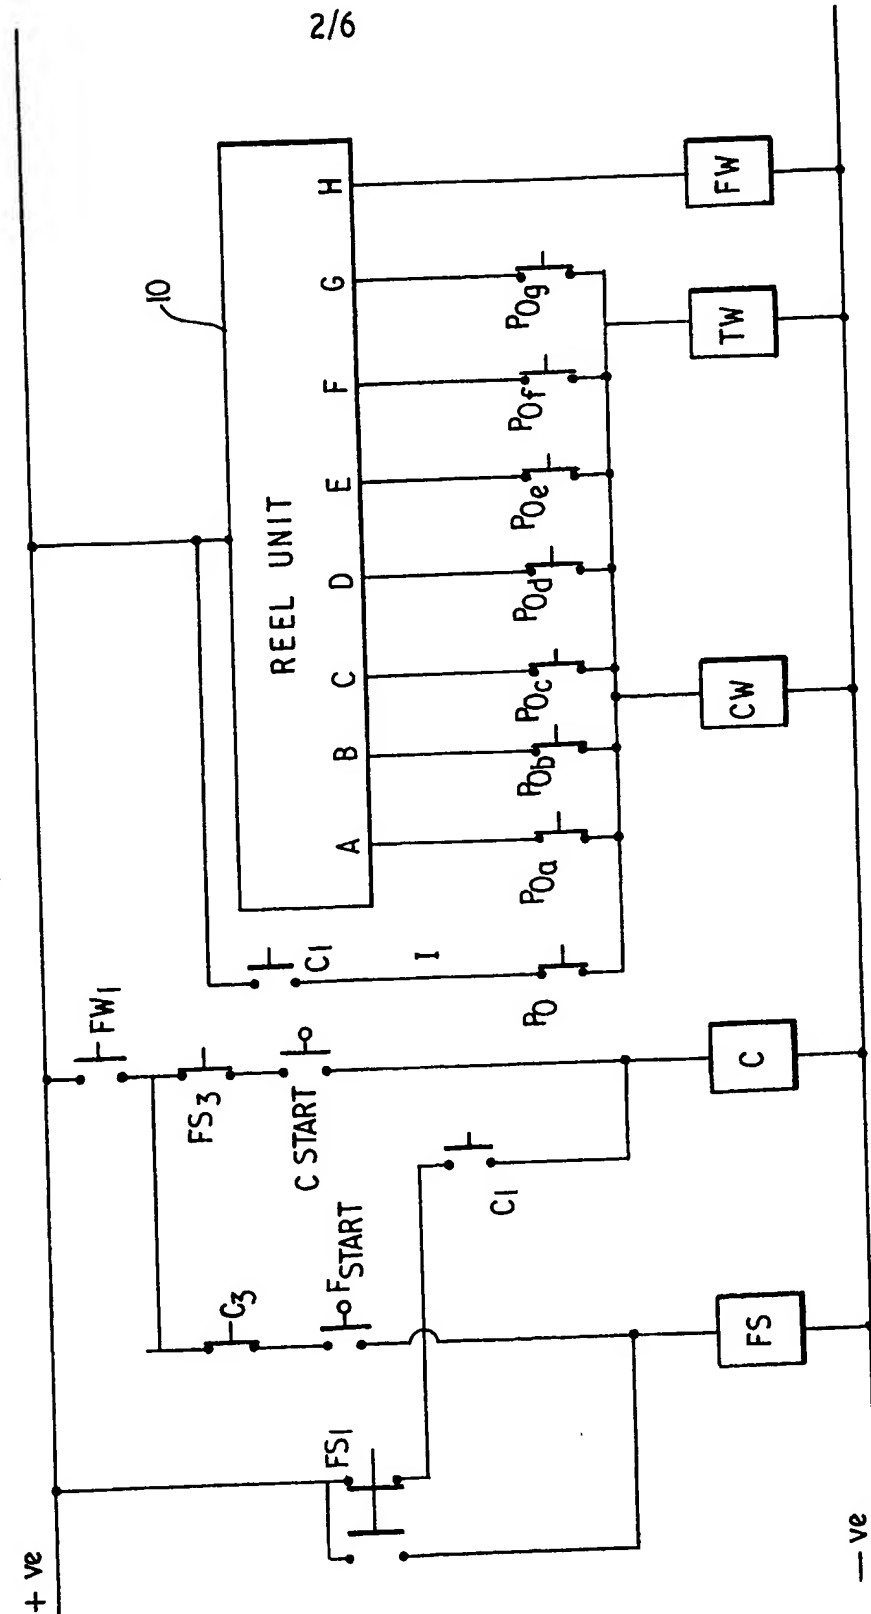 2/6
+ ve
10
REEL UNIT
A B C D E F G H
FW1
FS3
C START
C3
FSTART
FS1
C1
C1
I
P0
P0a
P0b
P0c
P0d
P0e
P0f
P0g
FS
C
CW
TW
FW
— ve